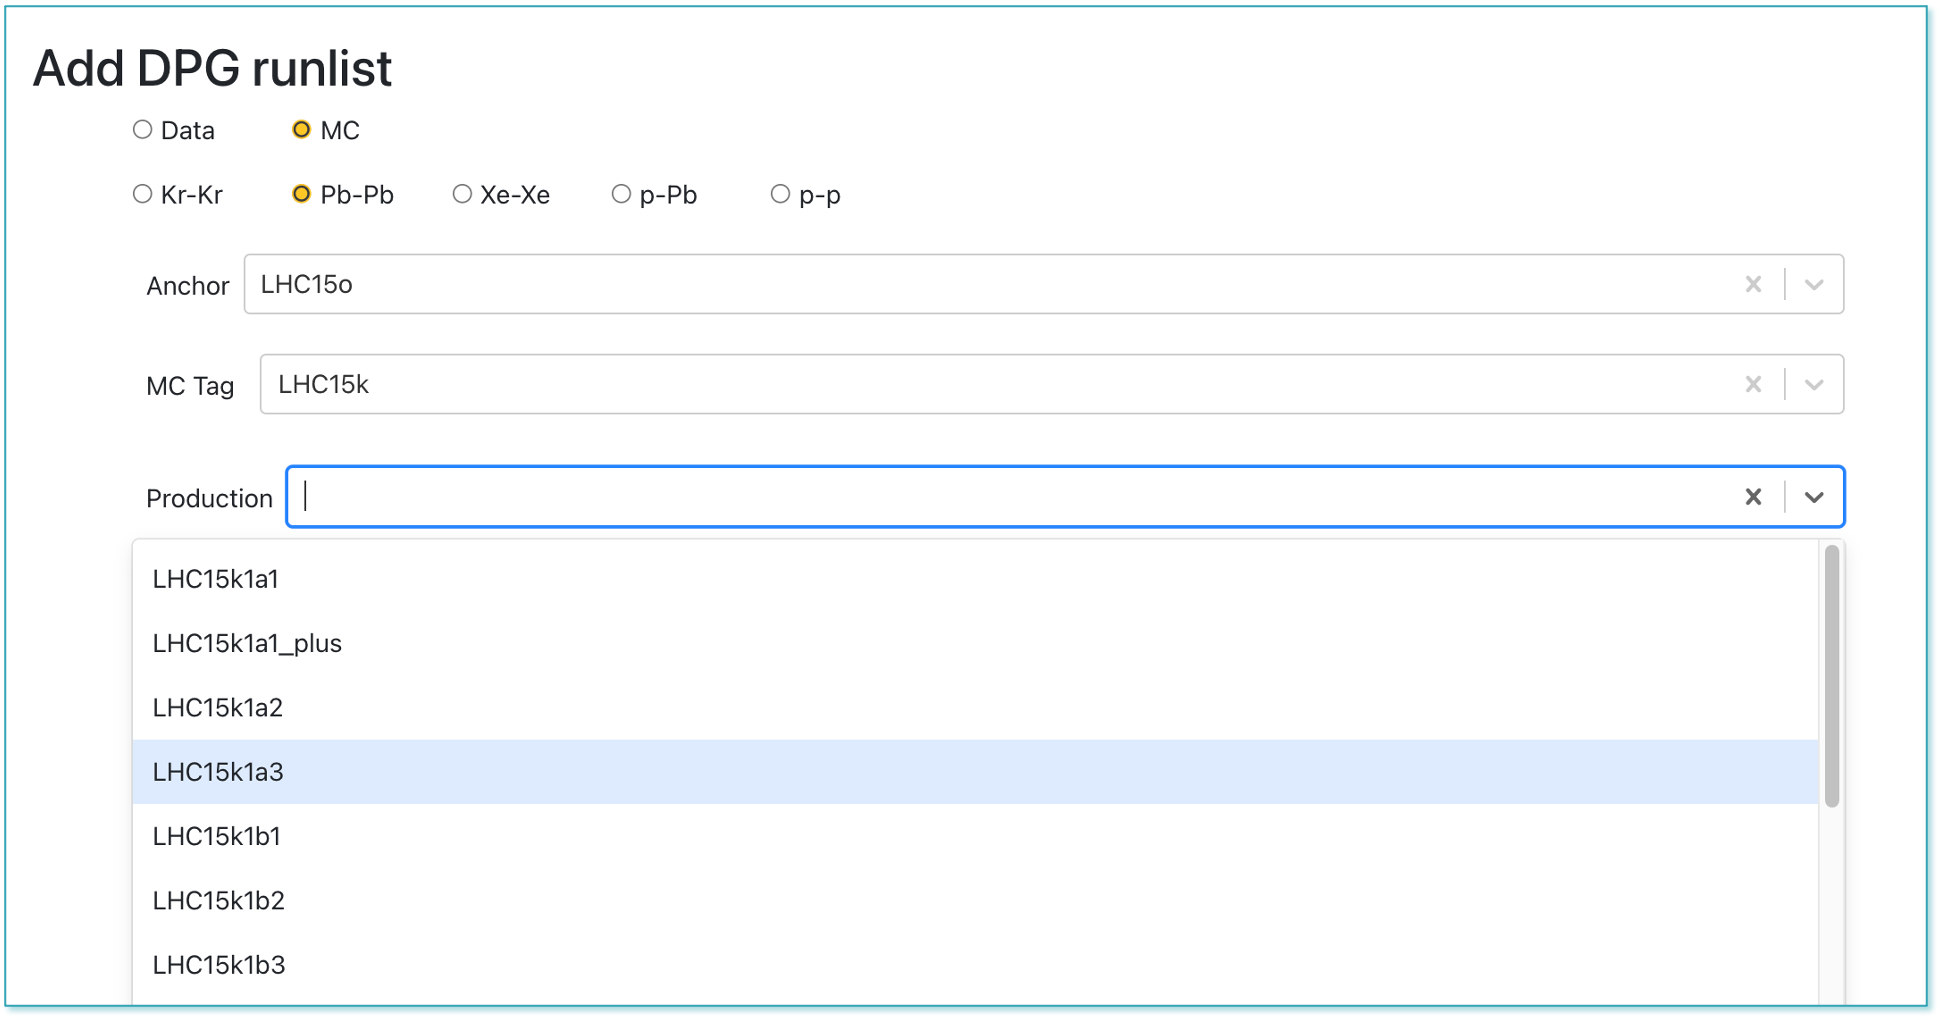 Add DPG runlist
Data MC
Kr-Kr Pb-Pb Xe-Xe p-Pb p-p
Anchor LHC15o
MC Tag LHC15k
Production
LHC15k1a1
LHC15k1a1_plus
LHC15k1a2
LHC15k1a3
LHC15k1b1
LHC15k1b2
LHC15k1b3